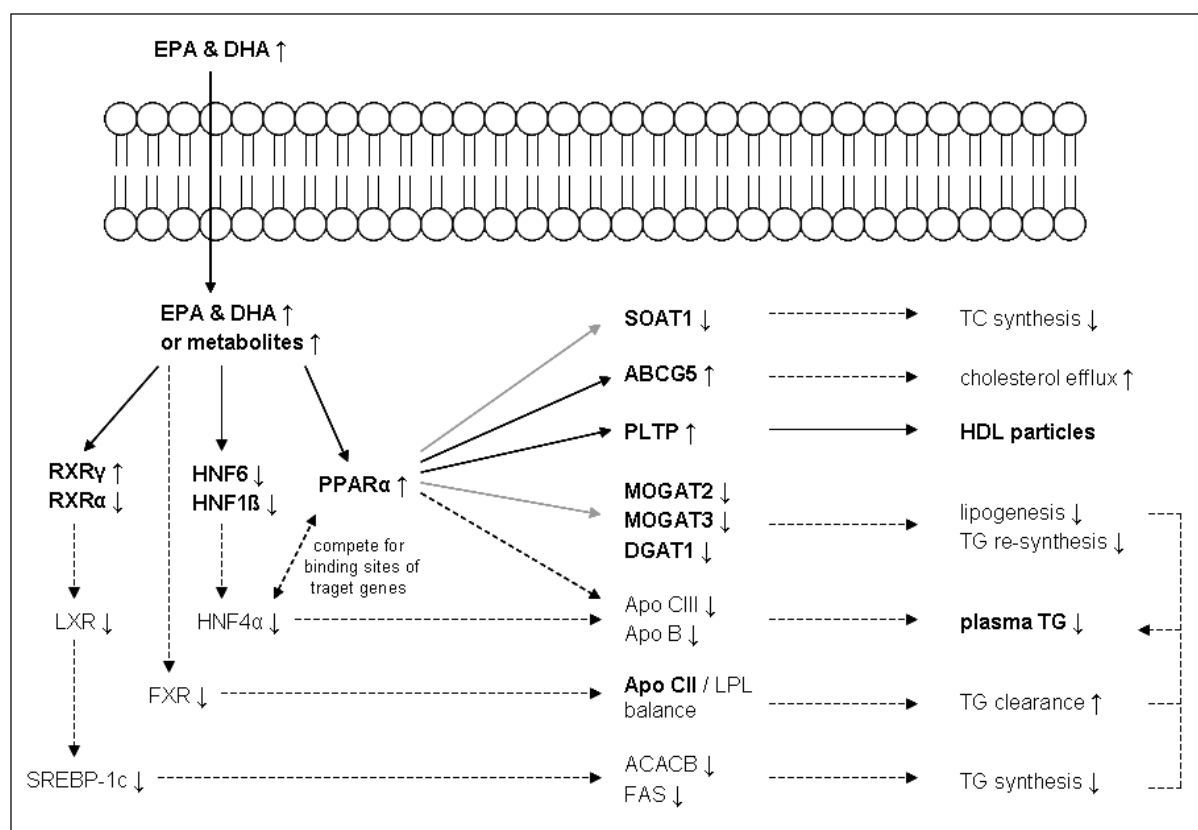 EPA & DHA ↑
EPA & DHA ↑
or metabolites ↑
RXRγ ↑
RXRα ↓
HNF6 ↓
HNF1ß ↓
PPARα ↑
compete for
binding sites of
traget genes
LXR ↓
HNF4α ↓
FXR ↓
SREBP-1c ↓
SOAT1 ↓
ABCG5 ↑
PLTP ↑
MOGAT2 ↓
MOGAT3 ↓
DGAT1 ↓
Apo CIII ↓
Apo B ↓
Apo CII / LPL
balance
ACACB ↓
FAS ↓
TC synthesis ↓
cholesterol efflux ↑
HDL particles
lipogenesis ↓
TG re-synthesis ↓
plasma TG ↓
TG clearance ↑
TG synthesis ↓